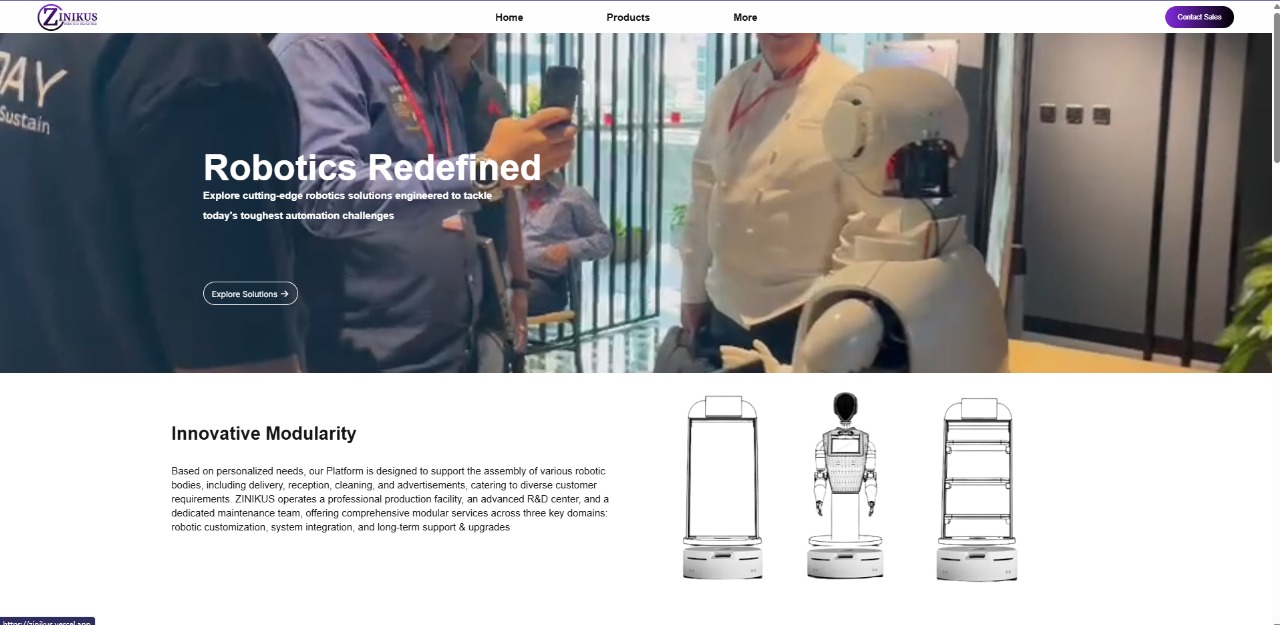 ZINIKUS
Home
Products
More
Contact Sales
DAY
Sustain
Robotics Redefined
Explore cutting-edge robotics solutions engineered to tackle
today's toughest automation challenges
Explore Solutions →
Innovative Modularity
Based on personalized needs, our Platform is designed to support the assembly of various robotic
bodies, including delivery, reception, cleaning, and advertisements, catering to diverse customer
requirements. ZINIKUS operates a professional production facility, an advanced R&D center, and a
dedicated maintenance team, offering comprehensive modular services across three key domains:
robotic customization, system integration, and long-term support & upgrades
https://zinikus.vercel.app